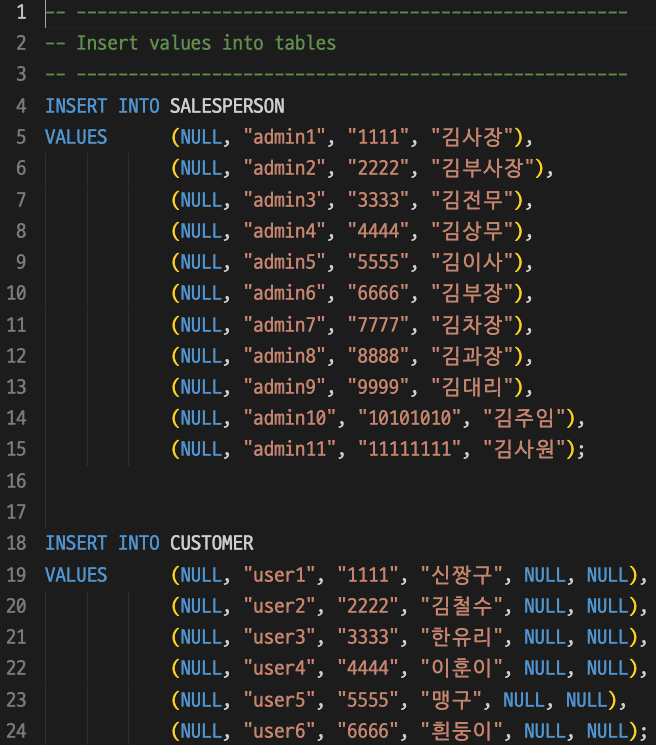 1 -- -----------------------------------------------------
2 -- Insert values into tables
3 -- -----------------------------------------------------
4 INSERT INTO SALESPERSON
5 VALUES (NULL, "admin1", "1111", "김사장"),
6 (NULL, "admin2", "2222", "김부사장"),
7 (NULL, "admin3", "3333", "김전무"),
8 (NULL, "admin4", "4444", "김상무"),
9 (NULL, "admin5", "5555", "김이사"),
10 (NULL, "admin6", "6666", "김부장"),
11 (NULL, "admin7", "7777", "김차장"),
12 (NULL, "admin8", "8888", "김과장"),
13 (NULL, "admin9", "9999", "김대리"),
14 (NULL, "admin10", "10101010", "김주임"),
15 (NULL, "admin11", "11111111", "김사원");
16
17
18 INSERT INTO CUSTOMER
19 VALUES (NULL, "user1", "1111", "신짱구", NULL, NULL),
20 (NULL, "user2", "2222", "김철수", NULL, NULL),
21 (NULL, "user3", "3333", "한유리", NULL, NULL),
22 (NULL, "user4", "4444", "이훈이", NULL, NULL),
23 (NULL, "user5", "5555", "맹구", NULL, NULL),
24 (NULL, "user6", "6666", "흰둥이", NULL, NULL);